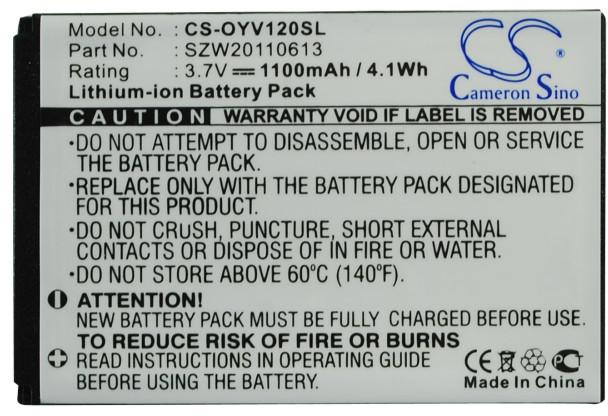 Model No. : CS-OYV120SL
Part No. : SZW20110613
Rating : 3.7V 1100mAh / 4.1Wh
Lithium-ion Battery Pack
CS
Cameron Sino
CAUTION WARRANTY VOID IF LABEL IS REMOVED
•DO NOT ATTEMPT TO DISASSEMBLE, OPEN OR SERVICE
THE BATTERY PACK.
•REPLACE ONLY WITH THE BATTERY PACK DESIGNATED
FOR THIS PRODUCT.
•DO NOT CRUSH, PUNCTURE, SHORT EXTERNAL
CONTACTS OR DISPOSE OF IN FIRE OR WATER.
•DO NOT STORE ABOVE 60°C (140°F).
ATTENTION!
NEW BATTERY PACK MUST BE FULLY CHARGED BEFORE USE.
TO REDUCE RISK OF FIRE OR BURNS
READ INSTRUCTIONS IN OPERATING GUIDE
BEFORE USING THE BATTERY PACK.
CE PCT
Made In China